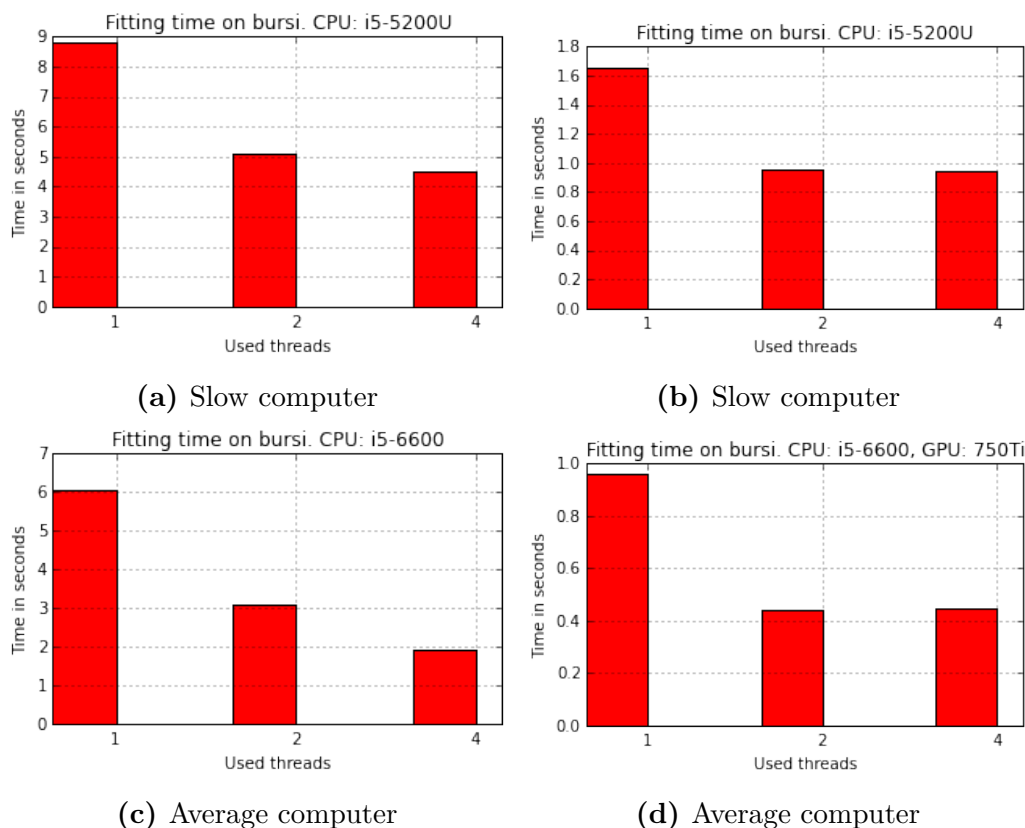 Fitting time on bursi. CPU: i5-5200U
9
8
7
6
5
4
3
2
1
0
Time in seconds
1 2 4
Used threads
(a) Slow computer
Fitting time on bursi. CPU: i5-5200U
1.8
1.6
1.4
1.2
1.0
0.8
0.6
0.4
0.2
0.0
Time in seconds
1 2 4
Used threads
(b) Slow computer
Fitting time on bursi. CPU: i5-6600
7
6
5
4
3
2
1
0
Time in seconds
1 2 4
Used threads
(c) Average computer
Fitting time on bursi. CPU: i5-6600, GPU: 750Ti
1.0
0.8
0.6
0.4
0.2
0.0
Time in seconds
1 2 4
Used threads
(d) Average computer